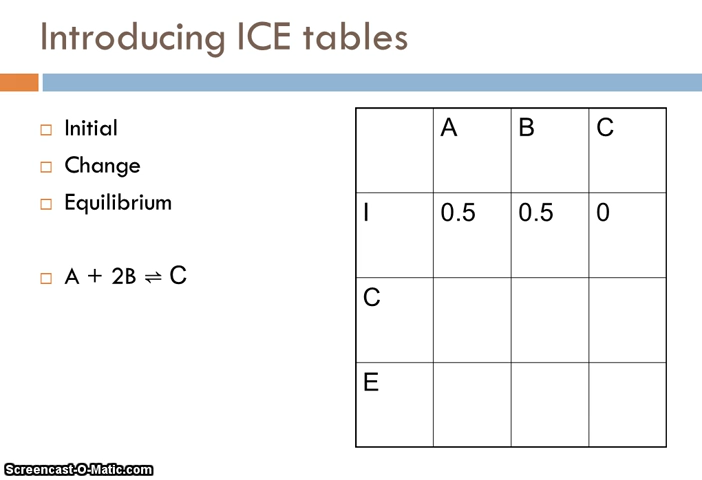 Introducing ICE tables
Initial
Change
Equilibrium
A + 2B ⇌ C
A B C
I 0.5 0.5 0
C
E
Screencast-O-Matic.com